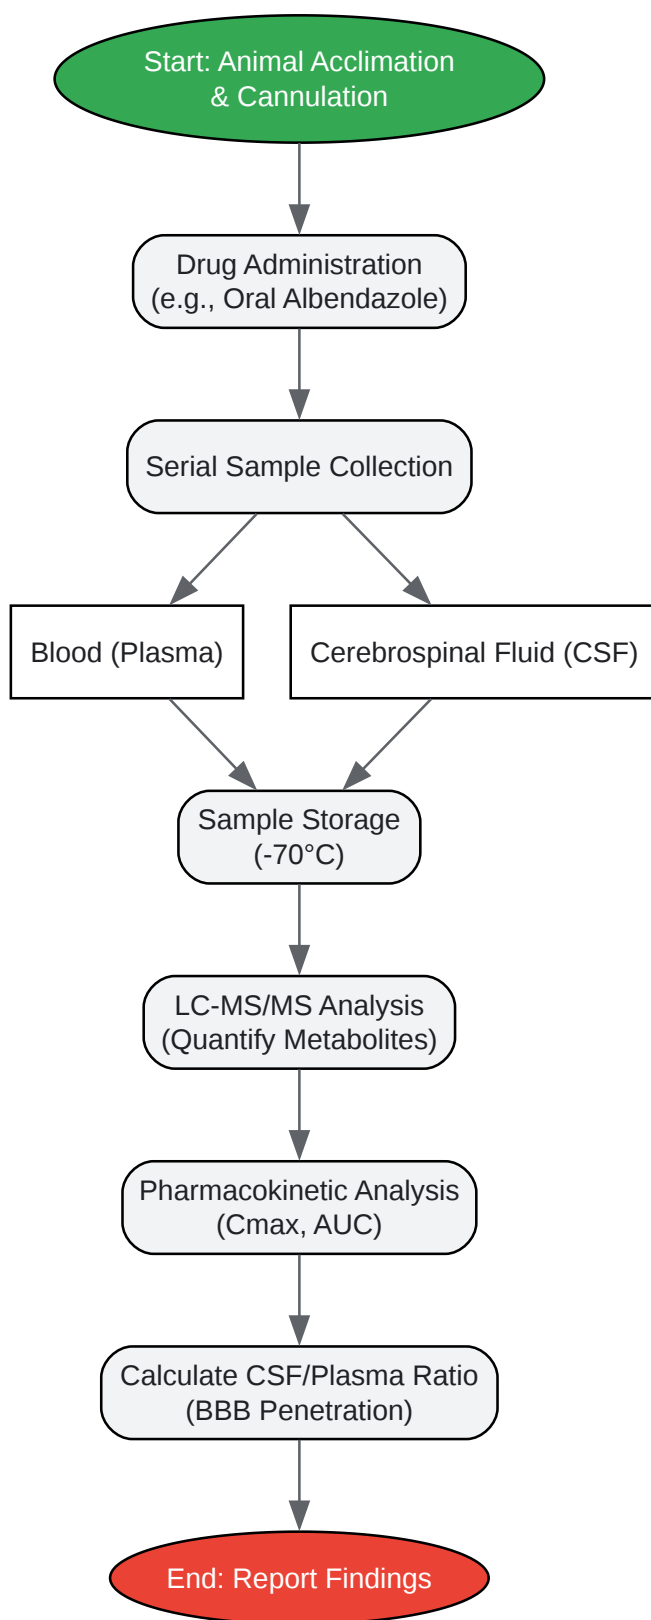 Start: Animal Acclimation
& Cannulation
Drug Administration
(e.g., Oral Albendazole)
Serial Sample Collection
Blood (Plasma)
Cerebrospinal Fluid (CSF)
Sample Storage
(-70°C)
LC-MS/MS Analysis
(Quantify Metabolites)
Pharmacokinetic Analysis
(Cmax, AUC)
Calculate CSF/Plasma Ratio
(BBB Penetration)
End: Report Findings